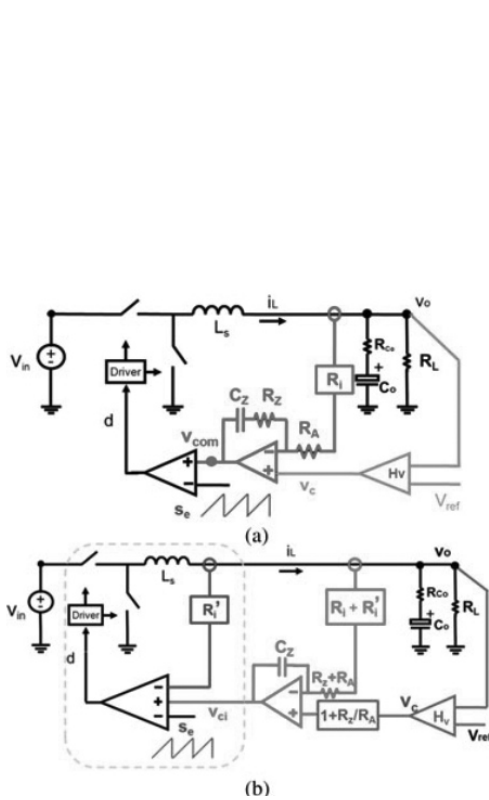 iL
Vo
Ls
Vin
Driver
RCo
+
Co
RL
Ri
d
CZ
RZ
RA
Vcom
+
−
−
+
vc
Hv
Vref
Se
(a)
iL
Vo
Ls
Vin
Driver
Ri'
Ri + Ri'
RCo
+
Co
RL
d
CZ
RZ+RA
−
+
−
−
+
Vci
1+RZ/RA
Vc
Hv
Vref
Se
(b)